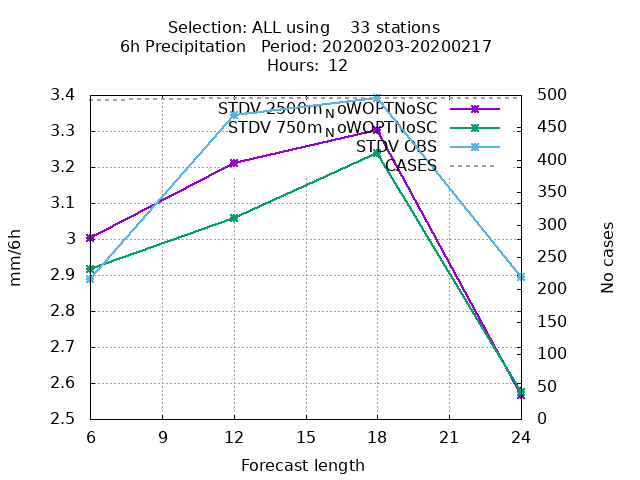 Selection: ALL using    33 stations
6h Precipitation   Period: 20200203-20200217
Hours: 12
STDV 2500mNoWOPTNoSC
STDV 750mNoWOPTNoSC
STDV OBS
CASES
3.4
3.3
3.2
3.1
3
2.9
2.8
2.7
2.6
2.5
500
450
400
350
300
250
200
150
100
50
0
mm/6h
No cases
6 9 12 15 18 21 24
Forecast length